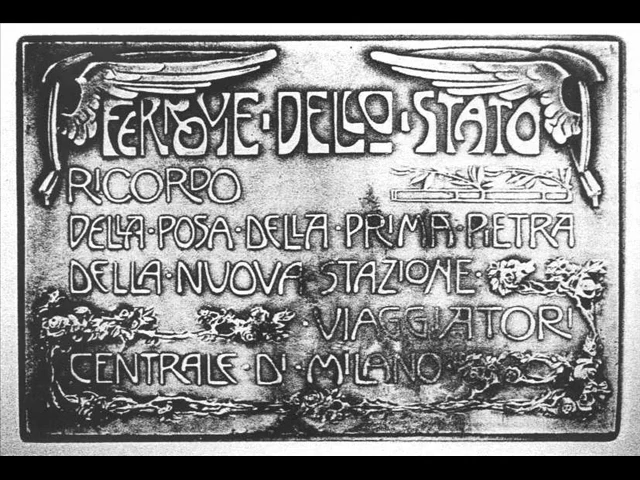 FERROVIE·DELLO·STATO
RICORDO
DELLA·POSA·DELLA·PRIMA·PIETRA
DELLA·NUOVA·STAZIONE·
·VIAGGIATORI
CENTRALE·DI·MILANO·